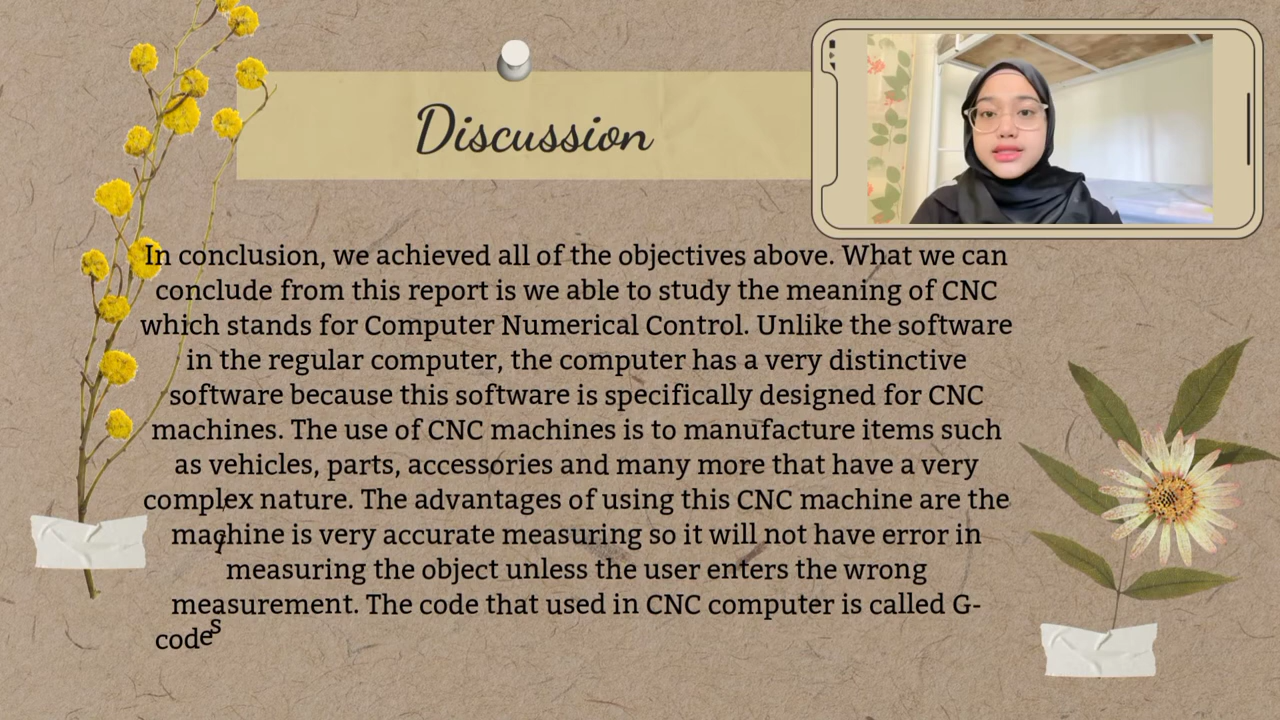 Discussion
In conclusion, we achieved all of the objectives above. What we can
conclude from this report is we able to study the meaning of CNC
which stands for Computer Numerical Control. Unlike the software
in the regular computer, the computer has a very distinctive
software because this software is specifically designed for CNC
machines. The use of CNC machines is to manufacture items such
as vehicles, parts, accessories and many more that have a very
complex nature. The advantages of using this CNC machine are the
machine is very accurate measuring so it will not have error in
measuring the object unless the user enters the wrong
measurement. The code that used in CNC computer is called G-
codes